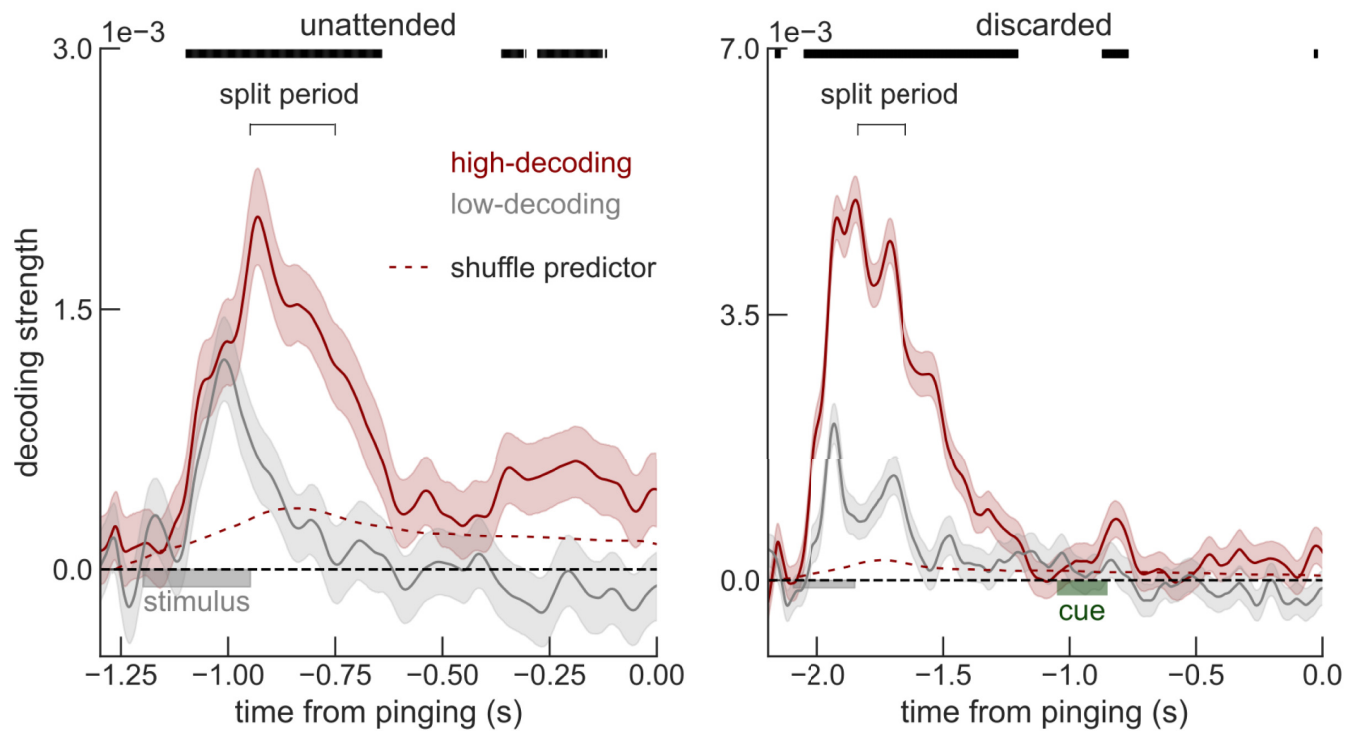 unattended
1e−3
3.0
split period
high-decoding
low-decoding
shuffle predictor
1.5
0.0
stimulus
decoding strength
−1.25 −1.00 −0.75 −0.50 −0.25 0.00
time from pinging (s)
discarded
1e−3
7.0
split period
3.5
0.0
cue
−2.0 −1.5 −1.0 −0.5 0.0
time from pinging (s)